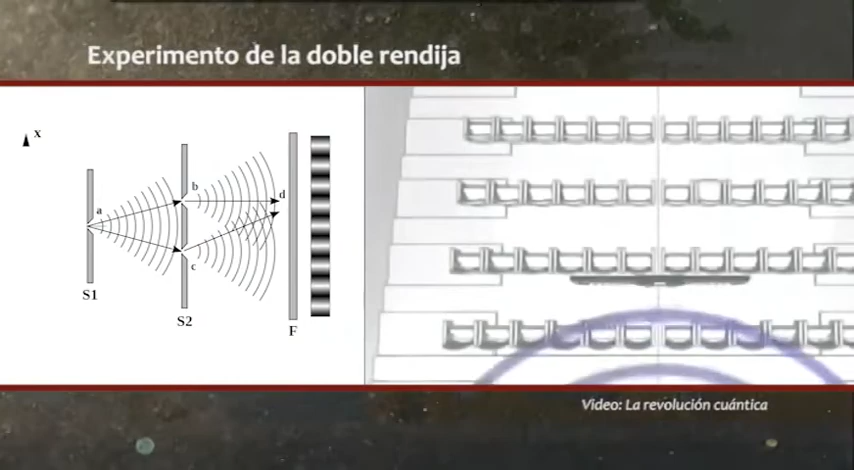 Experimento de la doble rendija
x
a
b
d
c
S1
S2
F
Video: La revolución cuántica